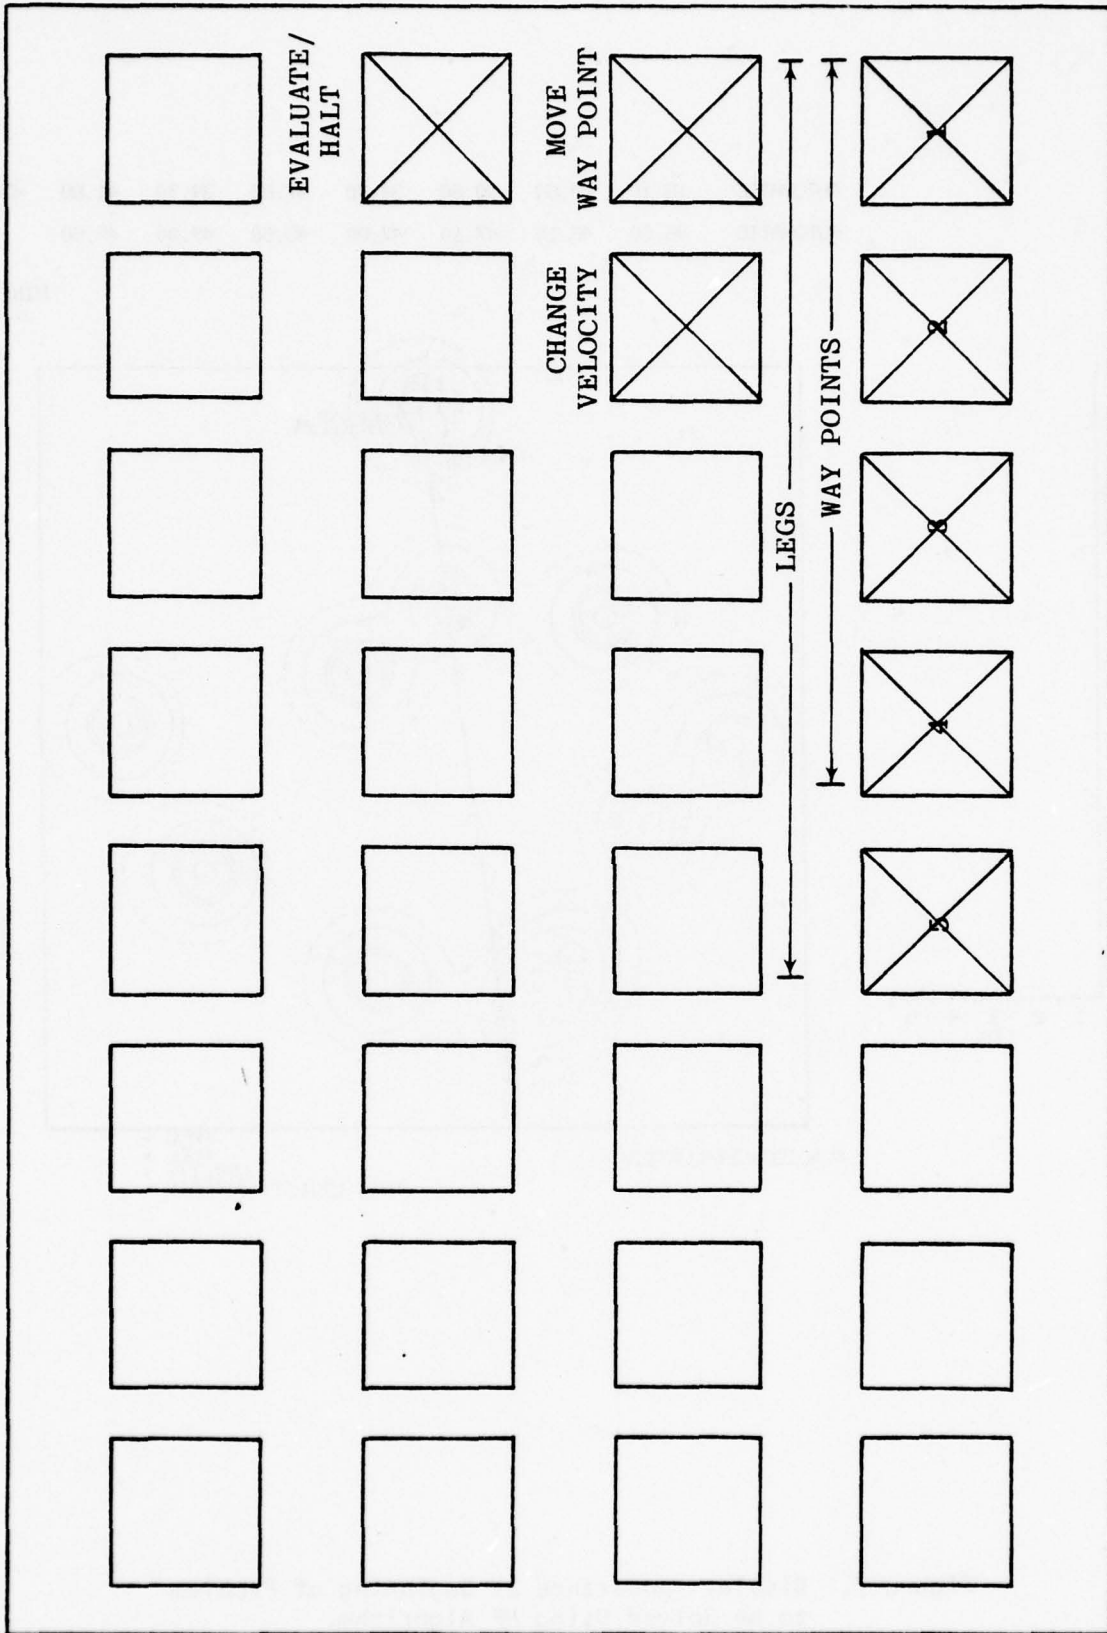 EVALUATE/
HALT
CHANGE
VELOCITY
MOVE
WAY POINT
LEGS
WAY POINTS
5
4
3
2
1